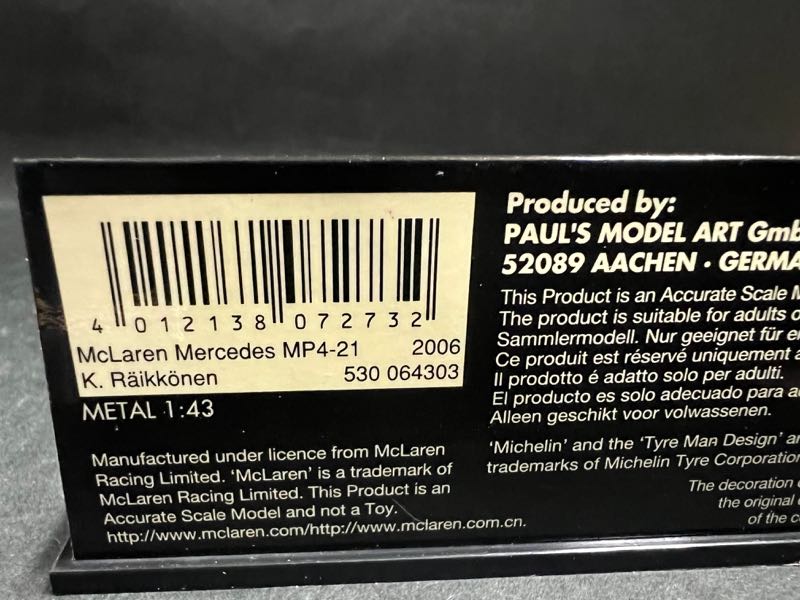 4 012138 072732
McLaren Mercedes MP4-21 2006
K. Räikkönen 530 064303
METAL 1:43
Manufactured under licence from McLaren
Racing Limited. 'McLaren' is a trademark of
McLaren Racing Limited. This Product is an
Accurate Scale Model and not a Toy.
http://www.mclaren.com/http://www.mclaren.com.cn.
Produced by:
PAUL'S MODEL ART Gmb
52089 AACHEN · GERMA
This Product is an Accurate Scale M
The product is suitable for adults o
Sammlermodell. Nur geeignet für e
Ce produit est réservé uniquement a
Il prodotto é adatto solo per adulti.
El producto es solo adecuado para a
Alleen geschikt voor volwassenen.
'Michelin' and the 'Tyre Man Design' a
trademarks of Michelin Tyre Corporation
The decoration
the original
of the c